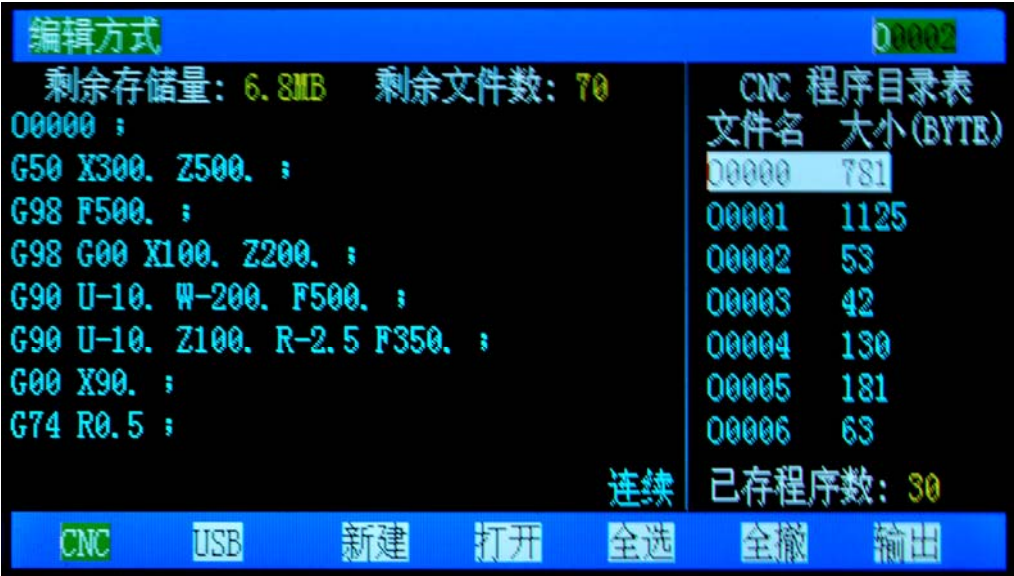 编辑方式 O0002
剩余存储量: 6.8MB 剩余文件数: 70
O0000 ;
G50 X300. Z500. ;
G98 F500. ;
G98 G00 X100. Z200. ;
G90 U-10. W-200. F500. ;
G90 U-10. Z100. R-2.5 F350. ;
G00 X90. ;
G74 R0.5 ;
连续
CNC 程序目录表
文件名 大小(BYTE)
O0000 781
O0001 1125
O0002 53
O0003 42
O0004 130
O0005 181
O0006 63
已存程序数: 30
CNC USB 新建 打开 全选 全撤 输出